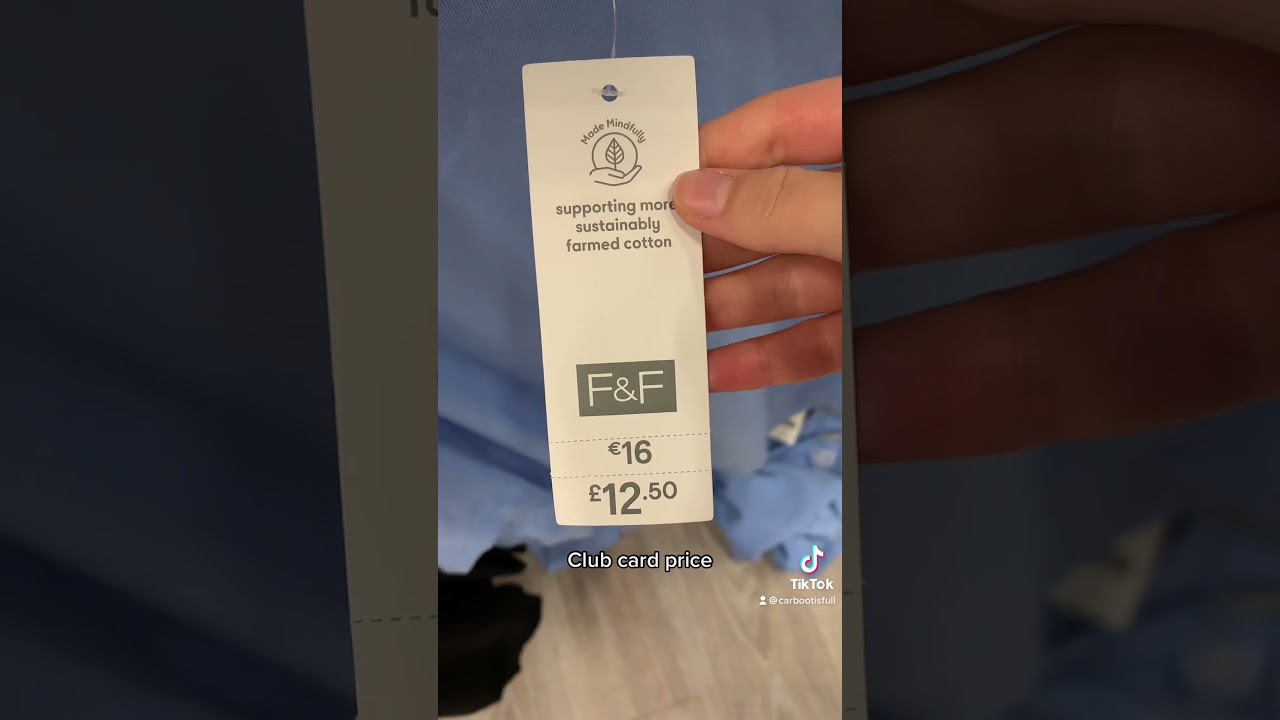 Made Mindfully
supporting more
sustainably
farmed cotton
F&F
€16
£12.50
Club card price
TikTok
@carbootisfull